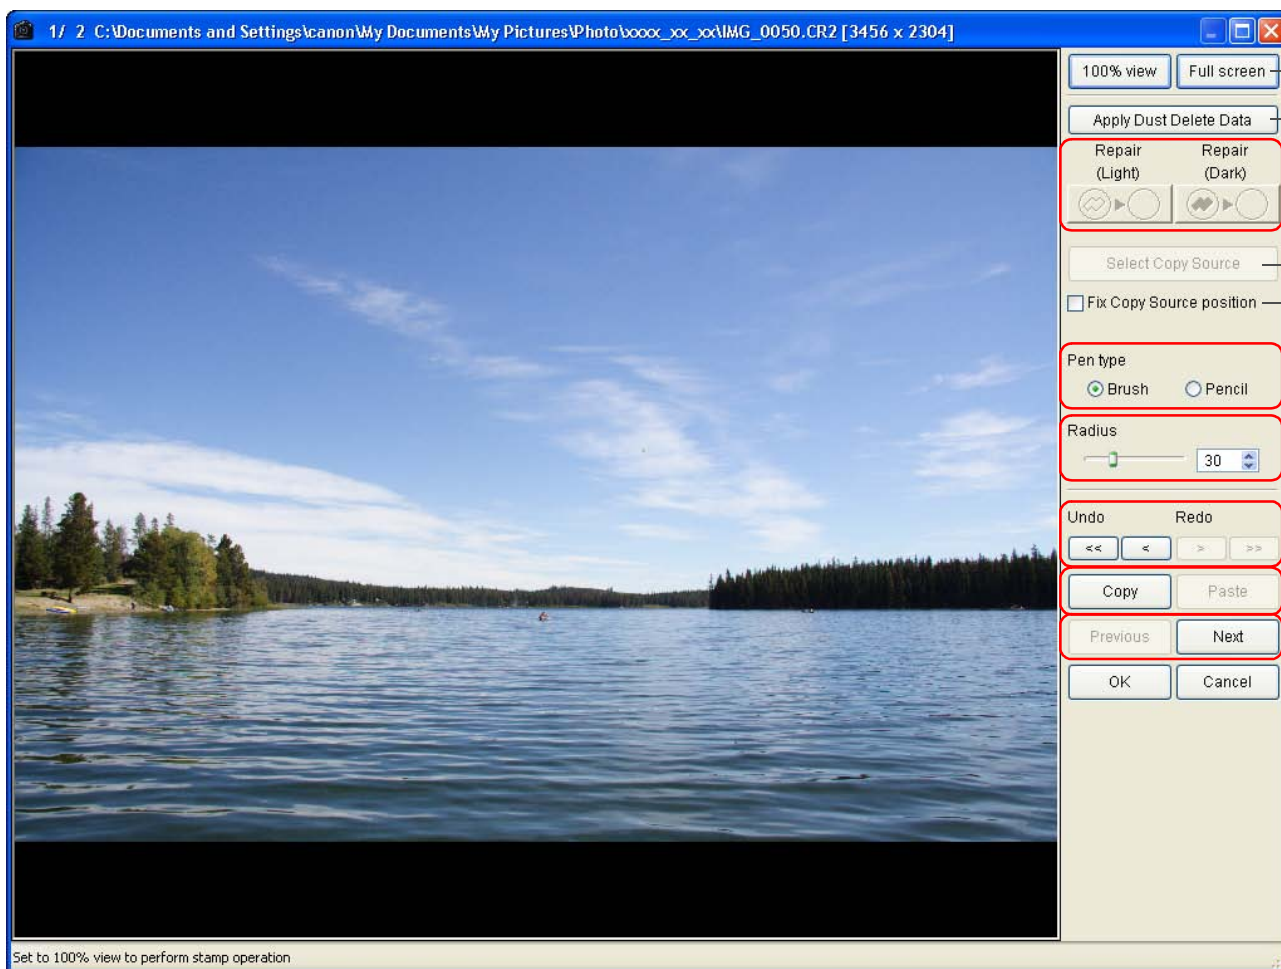 1/ 2 C:\Documents and Settings\canon\My Documents\My Pictures\Photo\xxxx_xx_xx\IMG_0050.CR2 [3456 x 2304]
100% view Full screen
Apply Dust Delete Data
Repair (Light) Repair (Dark)
Select Copy Source
Fix Copy Source position
Pen type
Brush Pencil
Radius
30
Undo Redo
<< < > >>
Copy Paste
Previous Next
OK Cancel
Set to 100% view to perform stamp operation